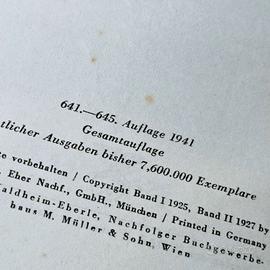 641.—645. Auflage 1941
Gesamtauflage
tlicher Ausgaben bisher 7,600.000 Exemplare
te vorbehalten / Copyright Band I 1925, Band II 1927 by
. Eher Nachf., GmbH., München / Printed in Germany
aldheim-Eberle, Nachfolger Buchgewerbe-
haus M. Müller & Sohn, Wien